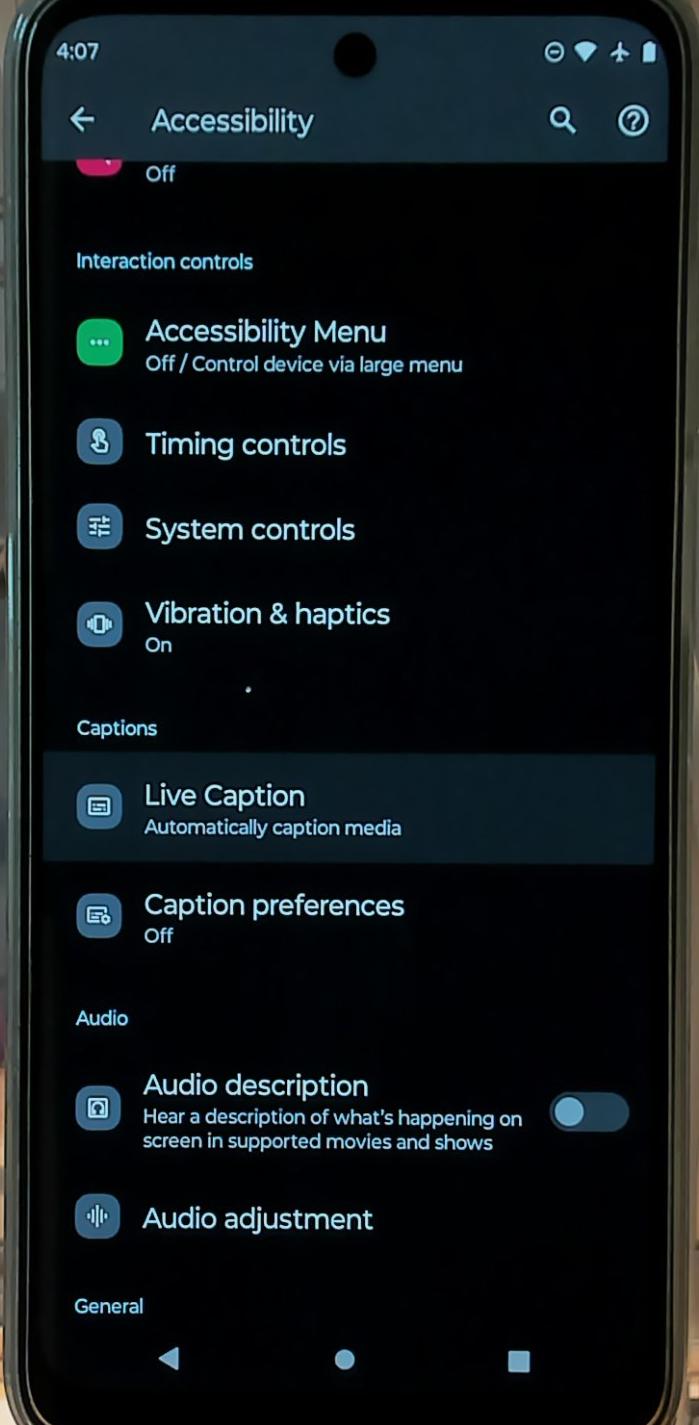 4:07
Accessibility
Off
Interaction controls
Accessibility Menu
Off / Control device via large menu
Timing controls
System controls
Vibration & haptics
On
Captions
Live Caption
Automatically caption media
Caption preferences
Off
Audio
Audio description
Hear a description of what's happening on
screen in supported movies and shows
Audio adjustment
General